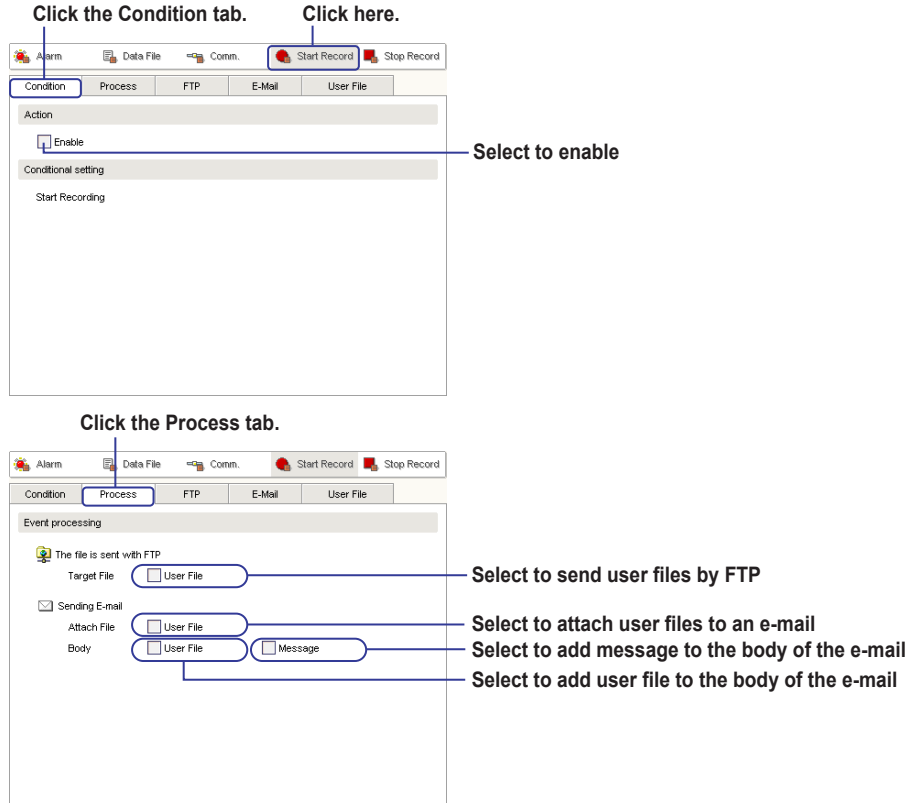 Click the Condition tab. Click here.
Alarm Data File Comm. Start Record Stop Record
Condition Process FTP E-Mail User File
Action
Enable
Select to enable
Conditional setting
Start Recording
Click the Process tab.
Alarm Data File Comm. Start Record Stop Record
Condition Process FTP E-Mail User File
Event processing
The file is sent with FTP
Target File User File Select to send user files by FTP
Sending E-mail
Attach File User File Select to attach user files to an e-mail
Body User File Message Select to add message to the body of the e-mail
Select to add user file to the body of the e-mail